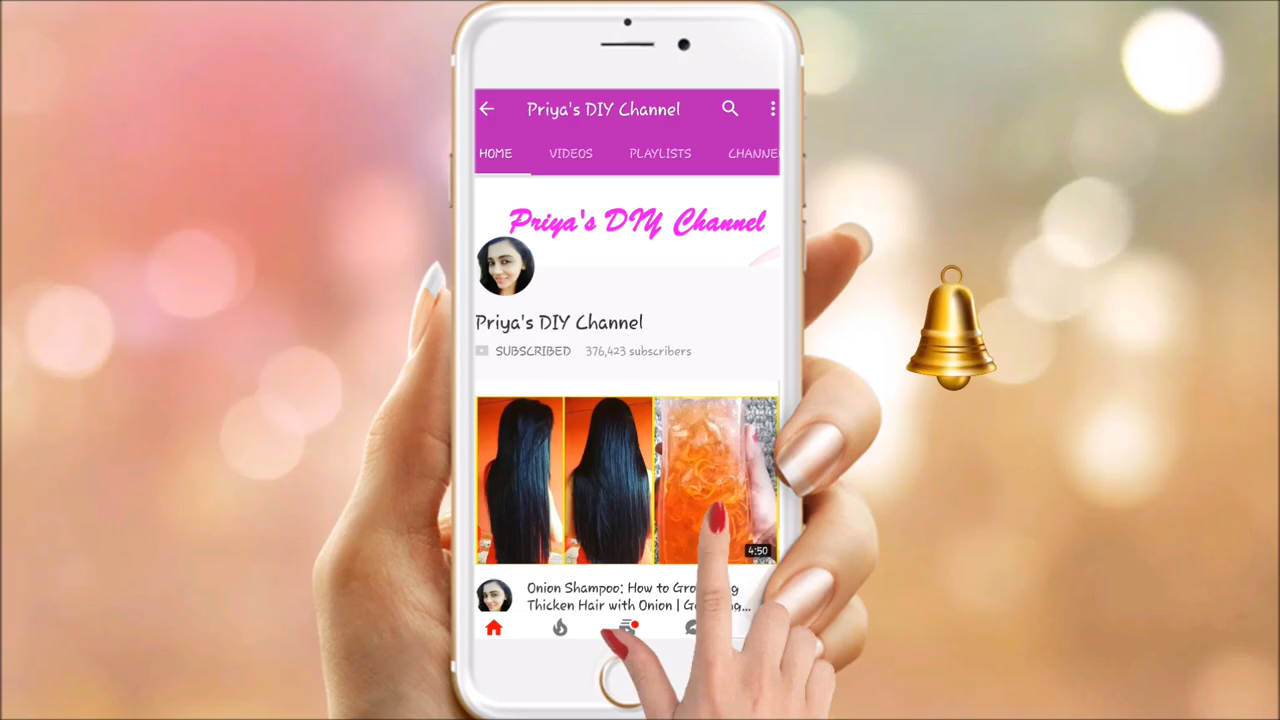 Priya's DIY Channel
HOME VIDEOS PLAYLISTS CHANNE
Priya's DIY Channel
Priya's DIY Channel
SUBSCRIBED 376,423 subscribers
4:50
Onion Shampoo: How to Gro
Thicken Hair with Onion |